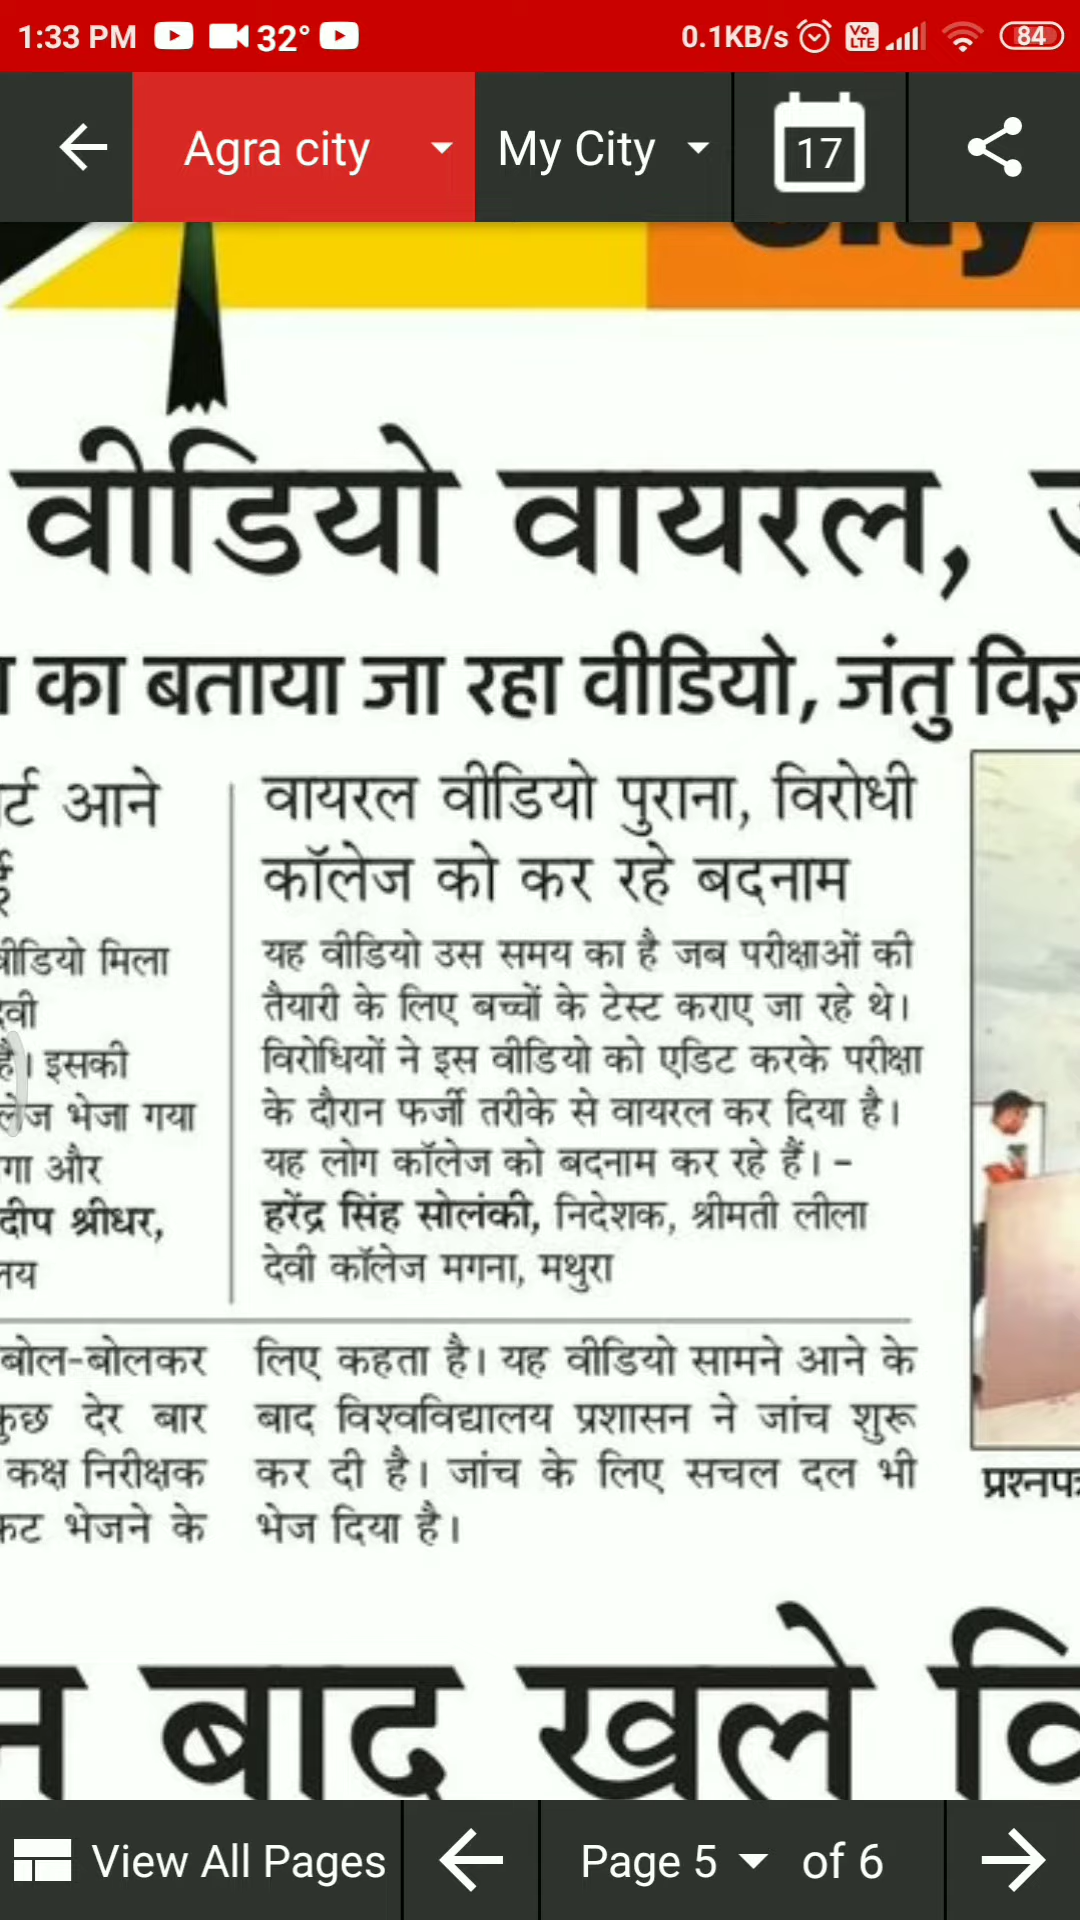 1:33 PM 32° 0.1KB/s Vo LTE 84
Agra city My City 17
City
वीडियो वायरल,
का बताया जा रहा वीडियो, जंतु
आने
वीडियो मिला
है। इसकी
भेजा गया
और
श्रीधर,
वायरल वीडियो पुराना, विरोधी
कॉलेज को कर रहे बदनाम
यह वीडियो उस समय का है जब परीक्षाओं की
तैयारी के लिए बच्चों के टेस्ट कराए जा रहे थे।
विरोधियों ने इस वीडियो को एडिट करके परीक्षा
के दौरान फर्जी तरीके से वायरल कर दिया है।
यह लोग कॉलेज को बदनाम कर रहे हैं। –
हरेंद्र सिंह सोलंकी, निदेशक, श्रीमती लीला
देवी कॉलेज मगना, मथुरा
बोल-बोलकर
कुछ देर बार
कक्ष निरीक्षक
भेजने के
लिए कहता है। यह वीडियो सामने आने के
बाद विश्वविद्यालय प्रशासन ने जांच शुरू
कर दी है। जांच के लिए सचल दल भी
भेज दिया है।
बाद
View All Pages Page 5 of 6